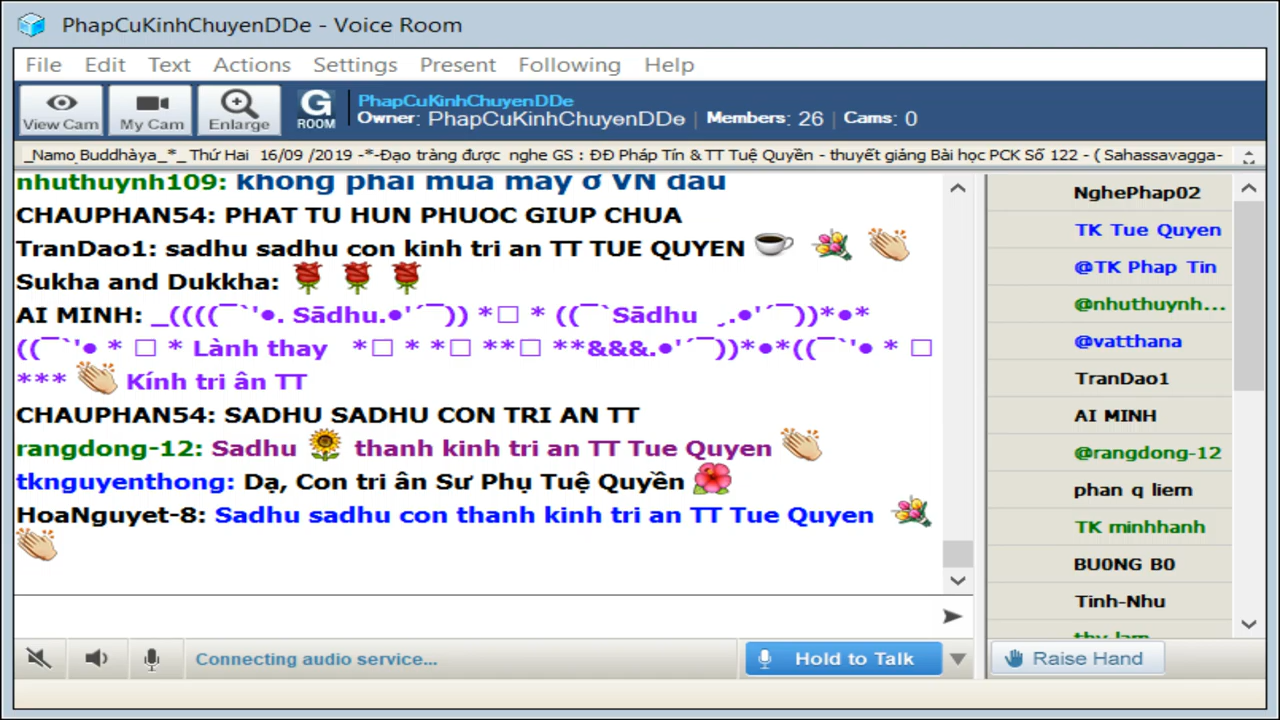 PhapCuKinhChuyenDDe - Voice Room
File Edit Text Actions Settings Present Following Help
View Cam My Cam Enlarge G ROOM PhapCuKinhChuyenDDe
Owner: PhapCuKinhChuyenDDe | Members: 26 | Cams: 0
_Namo Buddhàya_*_ Thứ Hai 16/09 /2019 -*-Đạo tràng được nghe GS : ĐĐ Pháp Tín & TT Tuệ Quyền - thuyết giảng Bài học PCK Số 122 - ( Sahassavagga-
nhuthuynh109: không phải mưa mây ở VN đâu
CHAUPHAN54: PHAT TU HUN PHUOC GIUP CHUA
TranDao1: sadhu sadhu con kinh tri an TT TUE QUYEN
Sukha and Dukkha:
AI MINH: _((((¯`'●. Sādhu.●'´¯)) *□ * ((¯`Sādhu ¸.●'´¯))*●*
((¯`'● * □ * Lành thay *□ * *□ **□ **&&&.●'´¯))*●*((¯`'● * □
*** Kính tri ân TT
CHAUPHAN54: SADHU SADHU CON TRI AN TT
rangdong-12: Sadhu thanh kinh tri an TT Tue Quyen
tknguyenthong: Dạ, Con tri ân Sư Phụ Tuệ Quyền
HoaNguyet-8: Sadhu sadhu con thanh kinh tri an TT Tue Quyen
NghePhap02
TK Tue Quyen
@TK Phap Tin
@nhuthuynh...
@vatthana
TranDao1
AI MINH
@rangdong-12
phan q liem
TK minhhanh
BU0NG B0
Tinh-Nhu
Connecting audio service...
Hold to Talk
Raise Hand